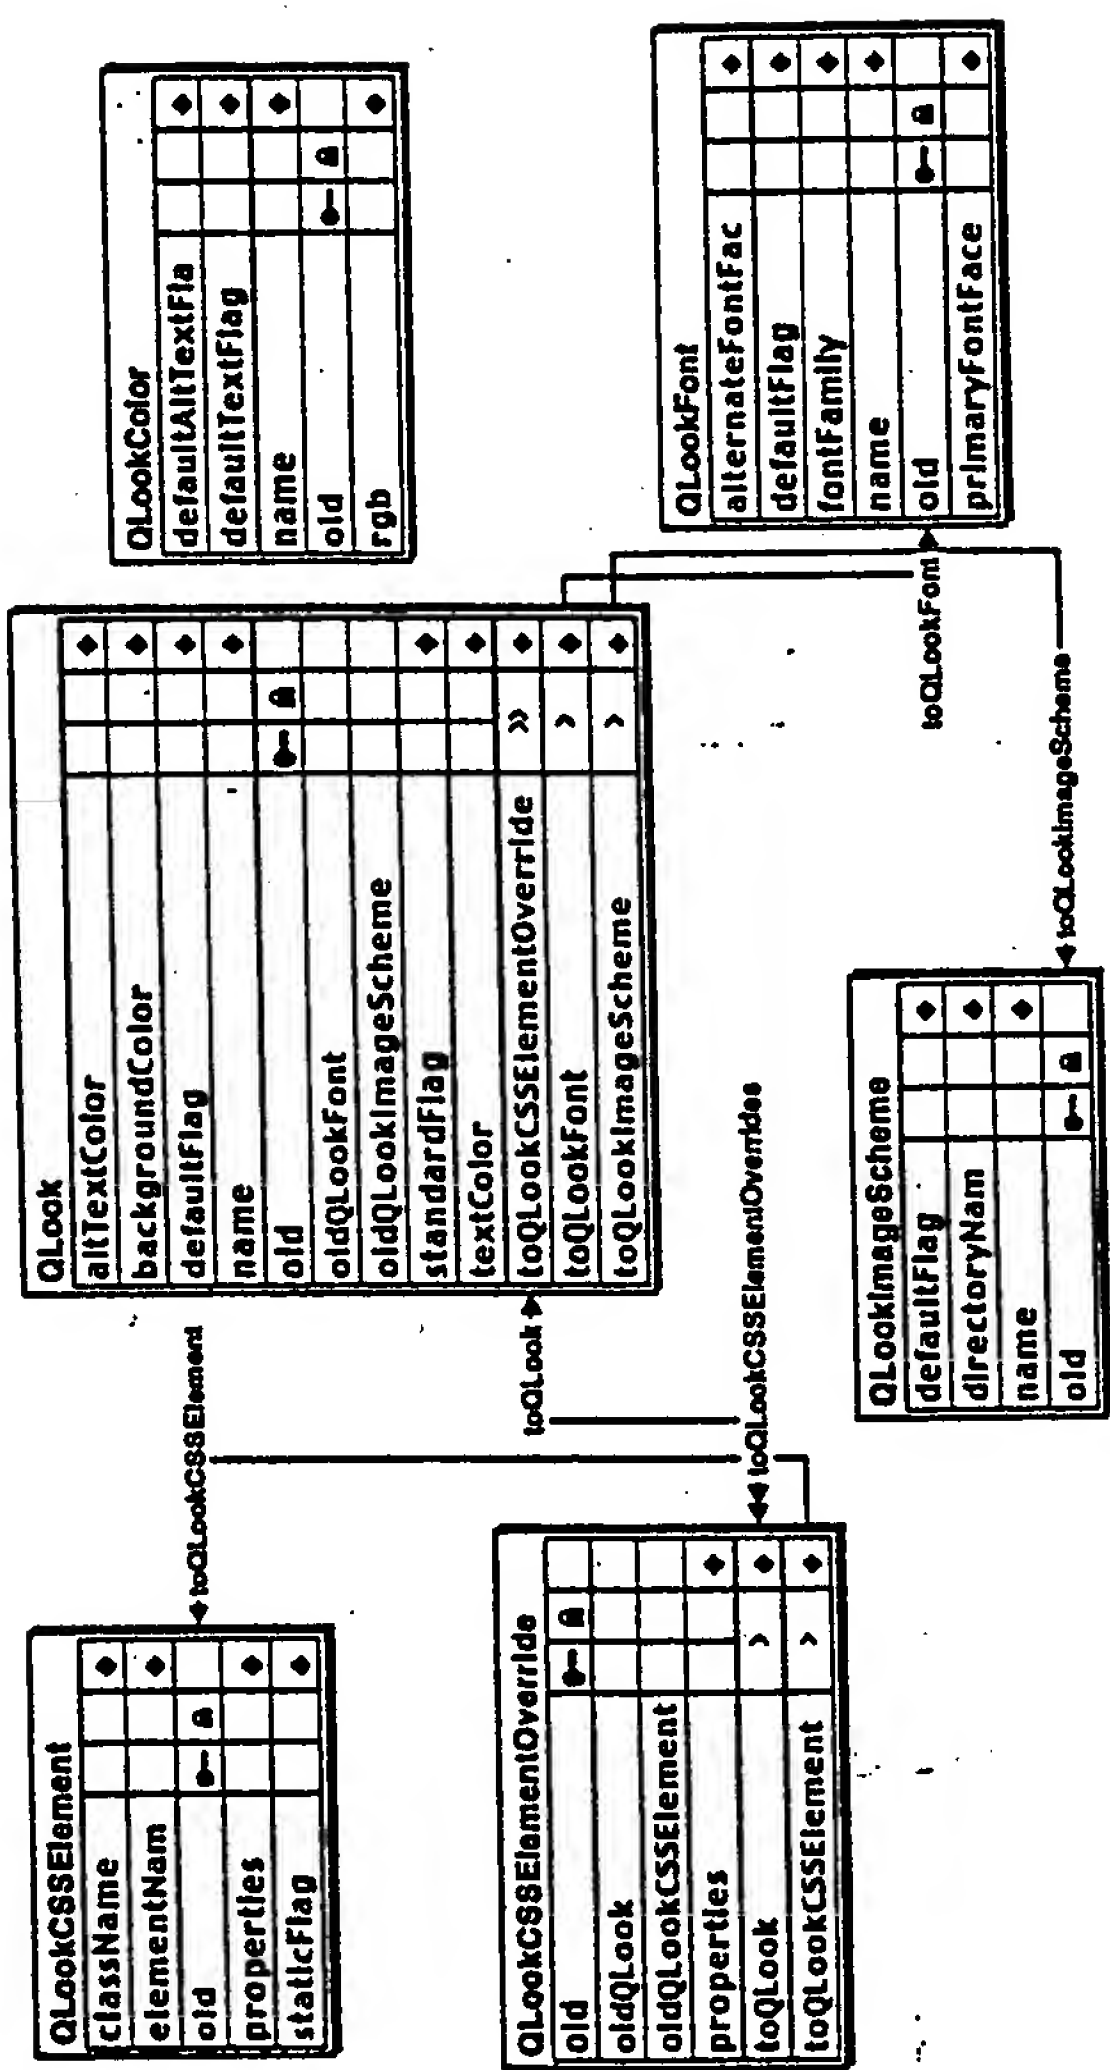 QLookCSSElement
className
elementNam
oid
properties
staticFlag
toQLookCSSElement
QLook
altTextColor
backgroundColor
defaultFlag
name
oid
oidQLookFont
oidQLookImageScheme
standardFlag
textColor
toQLookCSSElementOverride
toQLookFont
toQLookImageScheme
QLookColor
defaultAltTextFla
defaultTextFlag
name
oid
rgb
QLookCSSElementOverride
oid
oidQLook
oidQLookCSSElement
properties
toQLook
toQLookCSSElement
toQLook
toQLookCSSElementOverrides
QLookFont
alternateFontFac
defaultFlag
fontFamily
name
oid
primaryFontFace
toQLookFont
QLookImageScheme
defaultFlag
directoryNam
name
oid
toQLookImageScheme